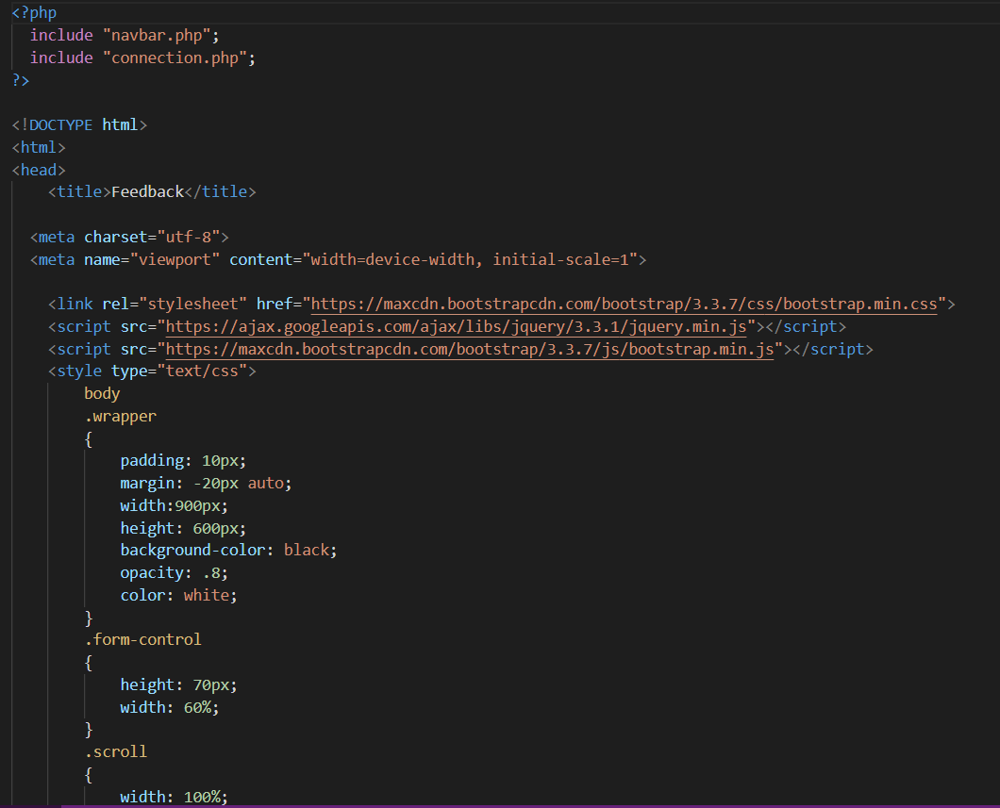 <?php
include "navbar.php";
include "connection.php";
?>
<!DOCTYPE html>
<html>
<head>
<title>Feedback</title>
<meta charset="utf-8">
<meta name="viewport" content="width=device-width, initial-scale=1">
<link rel="stylesheet" href="https://maxcdn.bootstrapcdn.com/bootstrap/3.3.7/css/bootstrap.min.css">
<script src="https://ajax.googleapis.com/ajax/libs/jquery/3.3.1/jquery.min.js"></script>
<script src="https://maxcdn.bootstrapcdn.com/bootstrap/3.3.7/js/bootstrap.min.js"></script>
<style type="text/css">
body
.wrapper
{
padding: 10px;
margin: -20px auto;
width:900px;
height: 600px;
background-color: black;
opacity: .8;
color: white;
}
.form-control
{
height: 70px;
width: 60%;
}
.scroll
{
width: 100%;